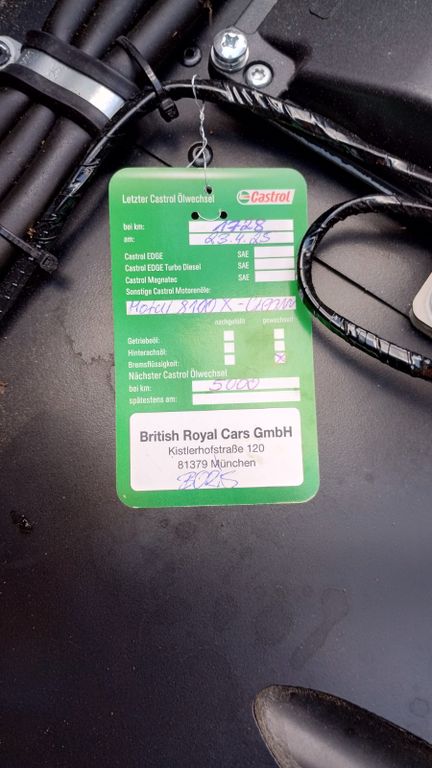 Letzter Castrol Ölwechsel Castrol
bei km: 1728
am: 23.4.25
Castrol EDGE SAE
Castrol EDGE Turbo Diesel SAE
Castrol Magnatec SAE
Sonstige Castrol Motorenöle:
Motul 8100 X-
nachgefüllt gewechselt
Getriebeöl:
Hinterachsöl:
Bremsflüssigkeit: x
Nächster Castrol Ölwechsel
bei km: 5000
spätestens am:
British Royal Cars GmbH
Kistlerhofstraße 120
81379 München
2025